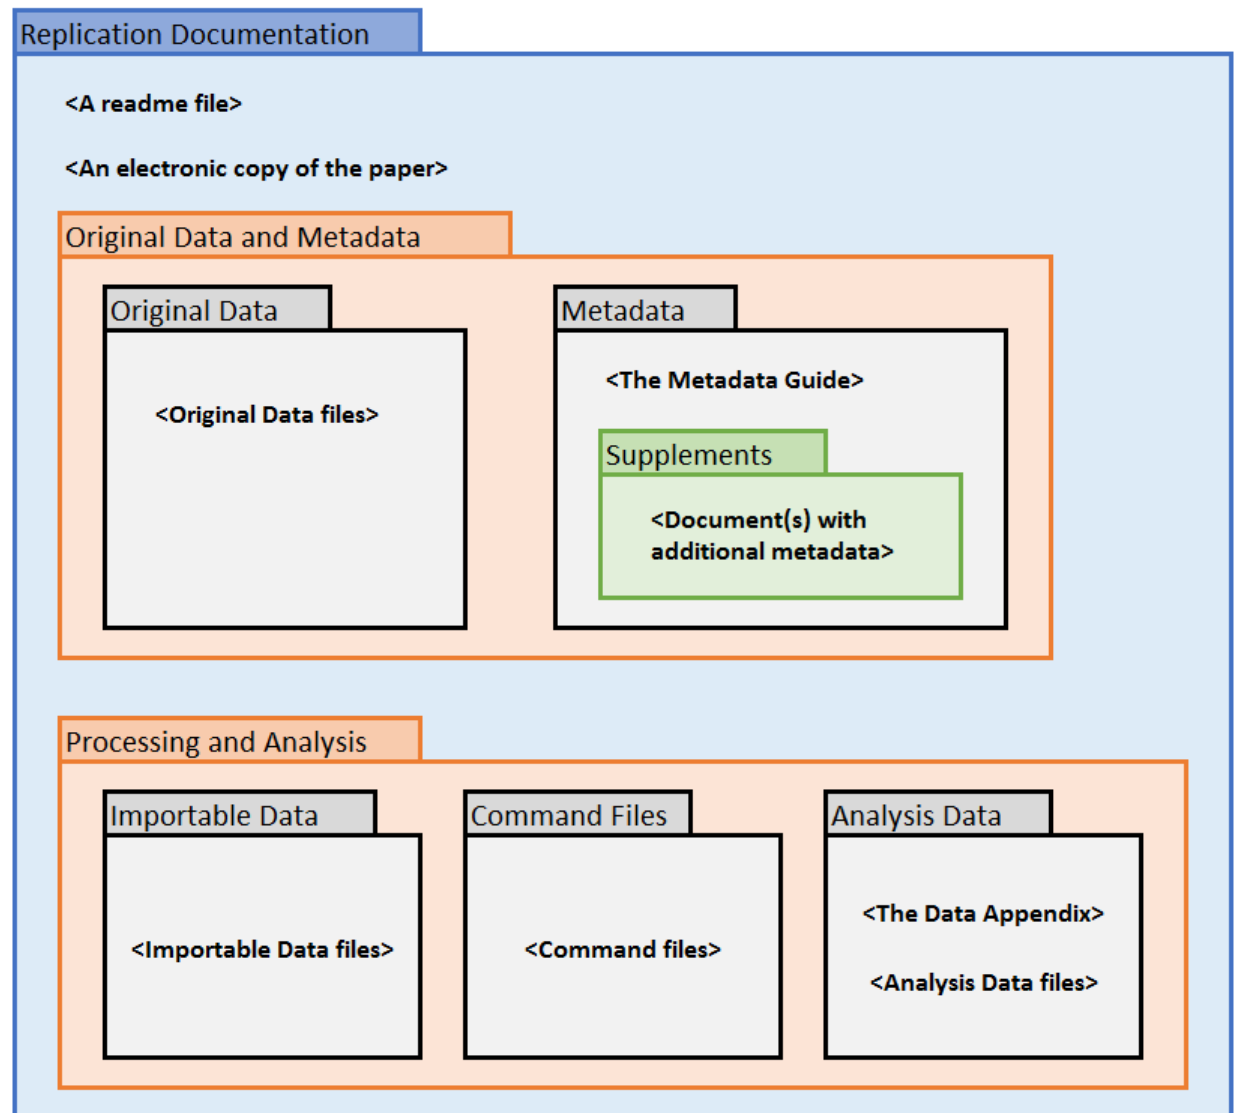 Replication Documentation
<A readme file>
<An electronic copy of the paper>
Original Data and Metadata
Original Data
<Original Data files>
Metadata
<The Metadata Guide>
Supplements
<Document(s) with
additional metadata>
Processing and Analysis
Importable Data
<Importable Data files>
Command Files
<Command files>
Analysis Data
<The Data Appendix>
<Analysis Data files>